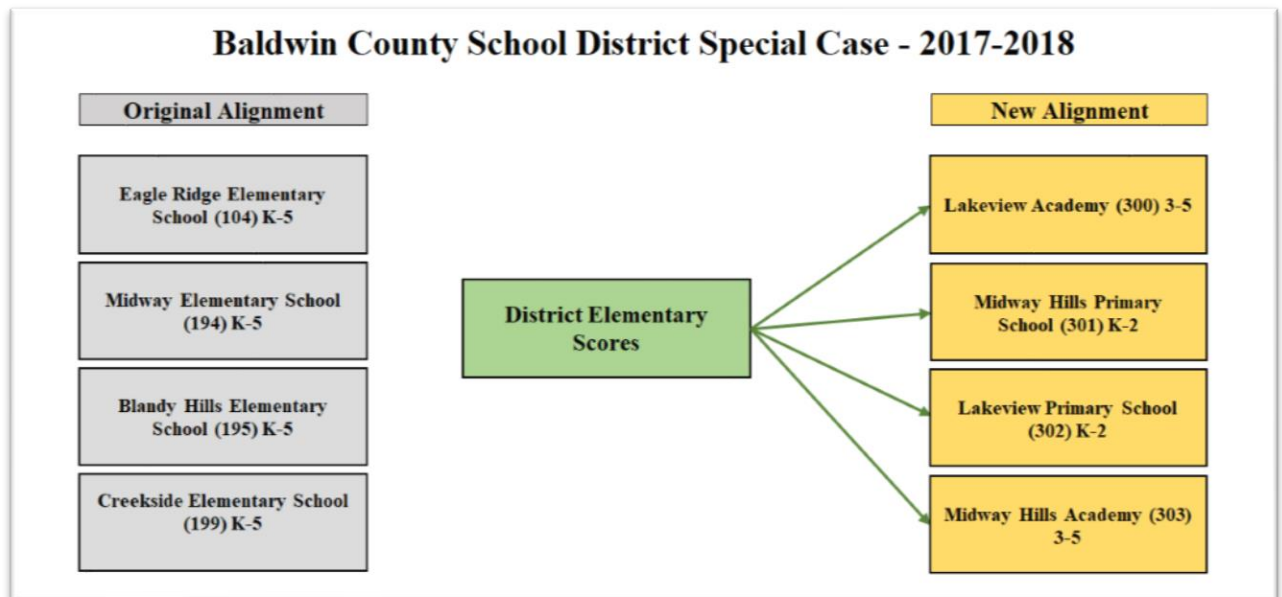 Baldwin County School District Special Case - 2017-2018
Original Alignment
Eagle Ridge Elementary
School (104) K-5
Midway Elementary School
(194) K-5
Blandy Hills Elementary
School (195) K-5
Creekside Elementary School
(199) K-5
District Elementary
Scores
New Alignment
Lakeview Academy (300) 3-5
Midway Hills Primary
School (301) K-2
Lakeview Primary School
(302) K-2
Midway Hills Academy (303)
3-5